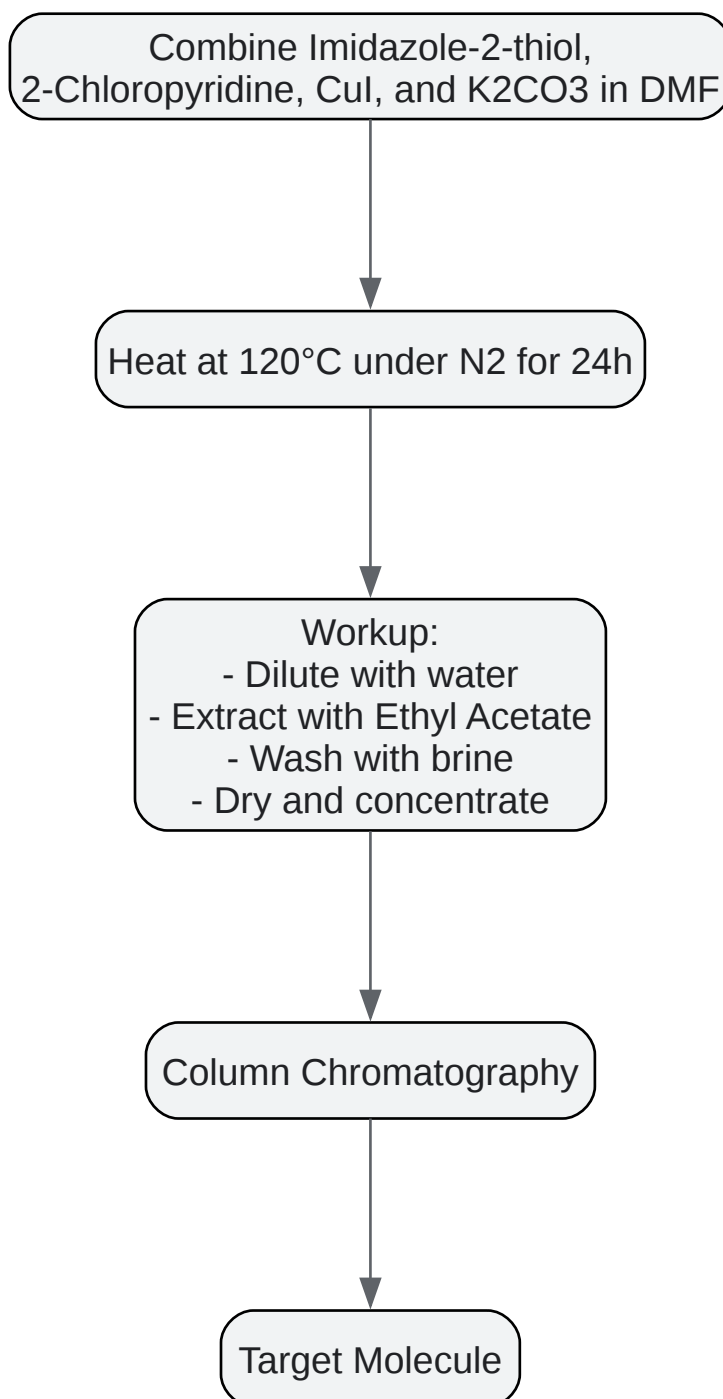 Combine Imidazole-2-thiol,
2-Chloropyridine, CuI, and K2CO3 in DMF
Heat at 120°C under N2 for 24h
Workup:
- Dilute with water
- Extract with Ethyl Acetate
- Wash with brine
- Dry and concentrate
Column Chromatography
Target Molecule